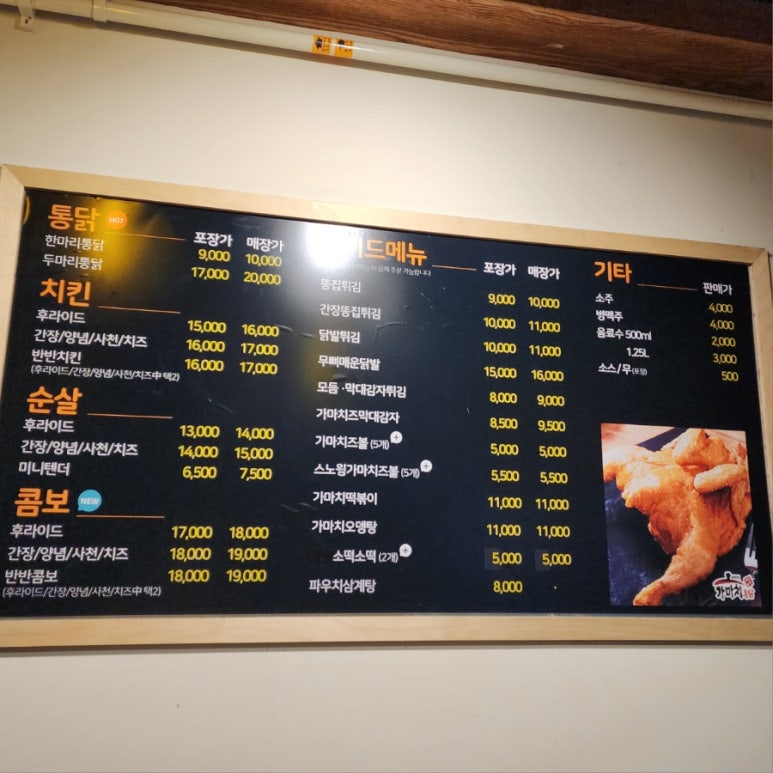 통닭 HOT
포장가 매장가
한마리통닭 9,000 10,000
두마리통닭 17,000 20,000
치킨
후라이드 15,000 16,000
간장/양념/사천/치즈 16,000 17,000
반반치킨 16,000 17,000
(후라이드/간장/양념/사천/치즈中 택2)
순살
후라이드 13,000 14,000
간장/양념/사천/치즈 14,000 15,000
미니텐더 6,500 7,500
콤보 NEW
후라이드 17,000 18,000
간장/양념/사천/치즈 18,000 19,000
반반콤보 18,000 19,000
(후라이드/간장/양념/사천/치즈中 택2)
드메뉴
포장가 매장가
주문 가능합니다
똥집튀김 9,000 10,000
간장똥집튀김 10,000 11,000
닭발튀김 10,000 11,000
무뼈매운닭발 15,000 16,000
모듬·막대감자튀김 8,000 9,000
가마치즈막대감자 8,500 9,500
가마치즈볼 (5개) + 5,000 5,000
스노윙가마치즈볼 (5개) + 5,500 5,500
가마치떡볶이 11,000 11,000
가마치오뎅탕 11,000 11,000
소떡소떡 (2개) + 5,000 5,000
파우치삼계탕 8,000 -
기타
판매가
소주 4,000
병맥주 4,000
음료수 500ml 2,000
1.25L 3,000
소스/무(포장) 500
가마치통닭